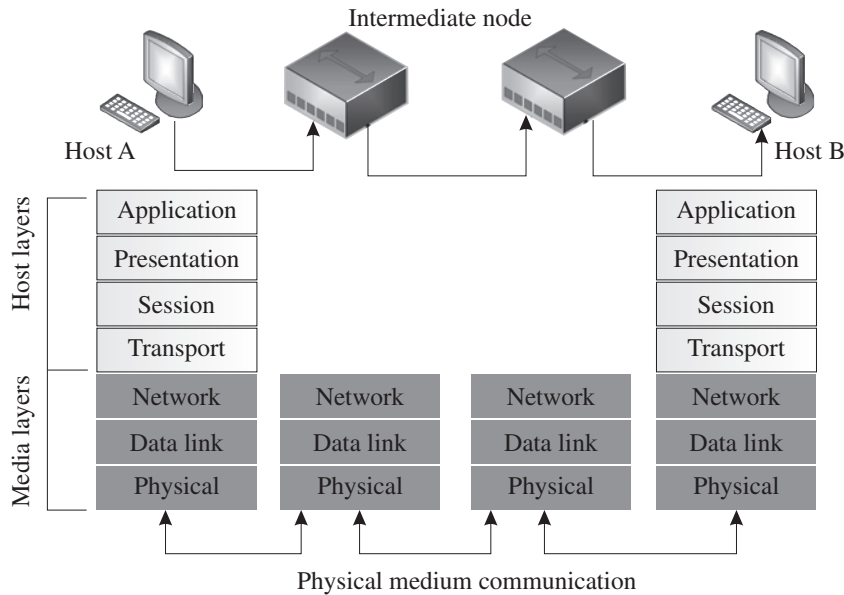 Intermediate node
Host A
Host B
Host layers
Application
Application
Presentation
Presentation
Session
Session
Transport
Transport
Media layers
Network
Network
Network
Network
Data link
Data link
Data link
Data link
Physical
Physical
Physical
Physical
Physical medium communication